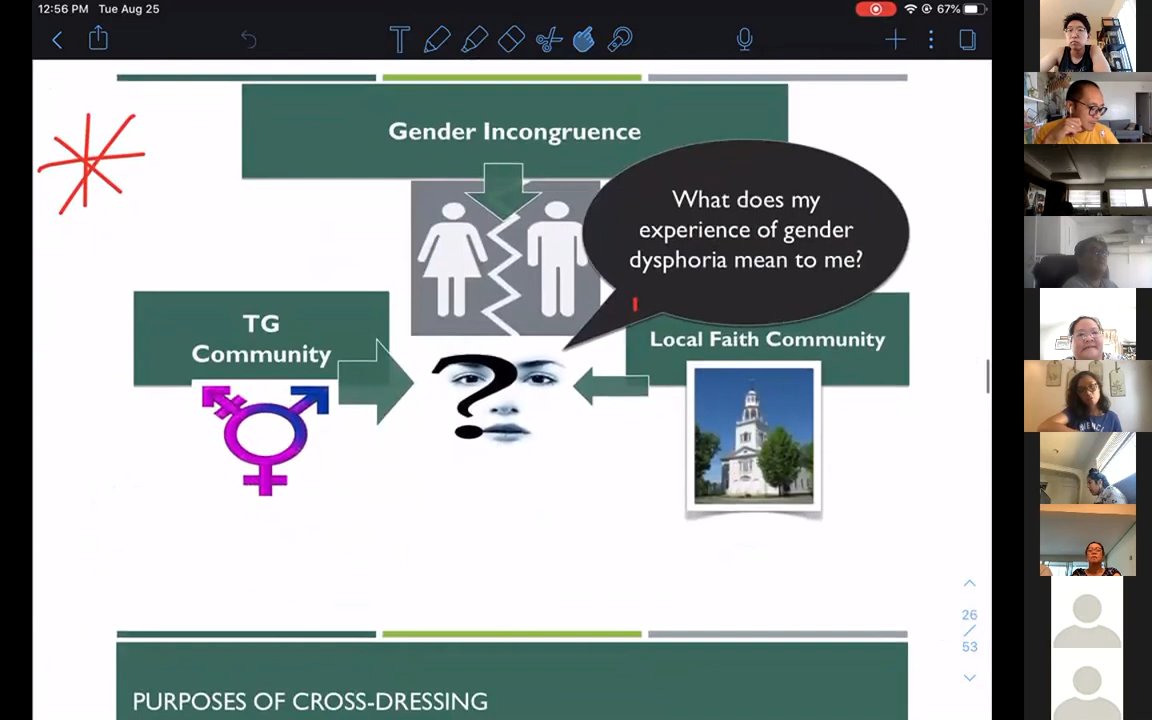 12:56 PM Tue Aug 25
67%
T
Gender Incongruence
What does my
experience of gender
dysphoria mean to me?
TG
Community
Local Faith Community
26
53
PURPOSES OF CROSS-DRESSING